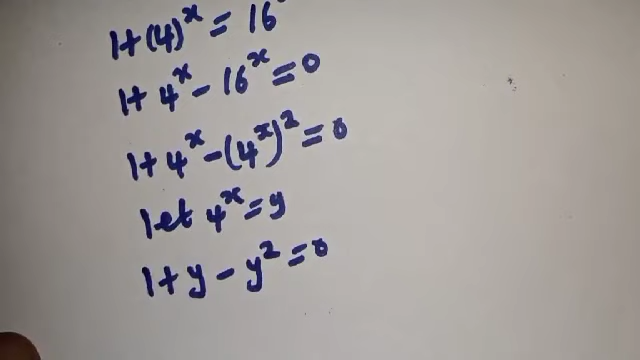 1+(4)^x = 16^x
1+ 4^x - 16^x = 0
1+ 4^x - (4^x)^2 = 0
let 4^x = y
1+ y - y^2 = 0